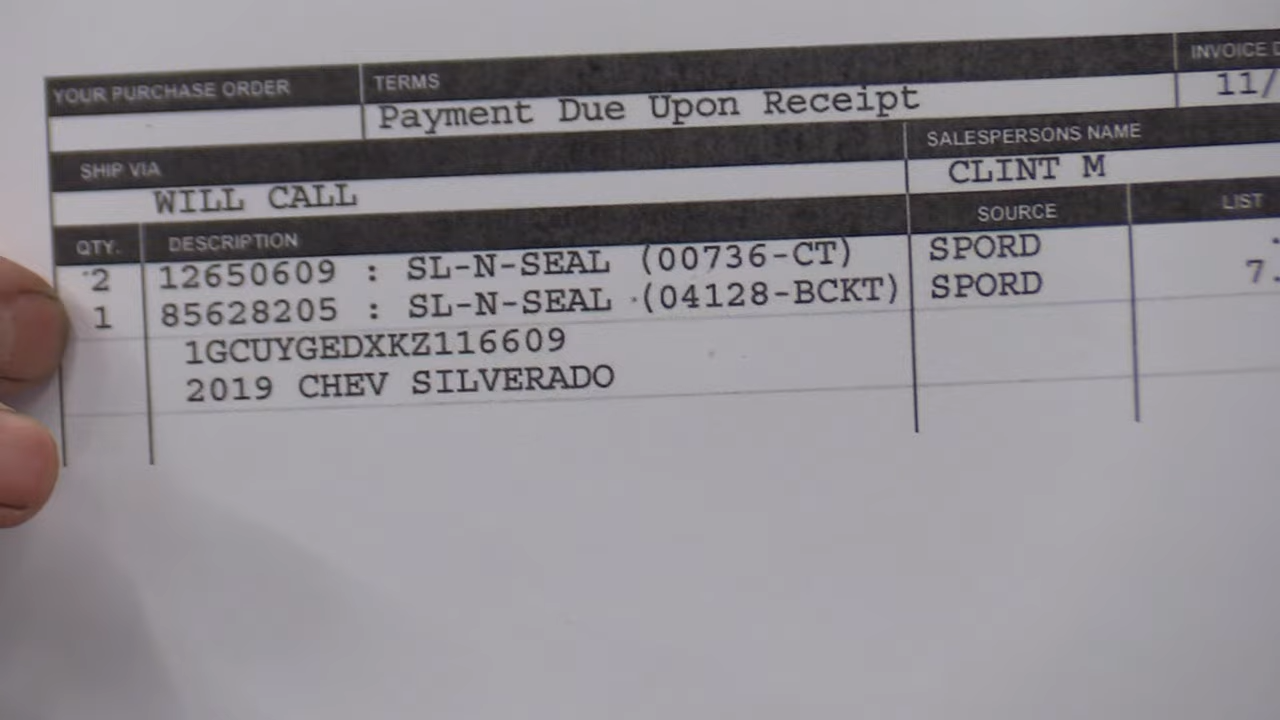 YOUR PURCHASE ORDER TERMS INVOICE D
Payment Due Upon Receipt 11/
SHIP VIA SALESPERSONS NAME
WILL CALL CLINT M
QTY. DESCRIPTION SOURCE LIST
2 12650609 : SL-N-SEAL (00736-CT) SPORD
1 85628205 : SL-N-SEAL (04128-BCKT) SPORD 7.
1GCUYGEDXKZ116609
2019 CHEV SILVERADO